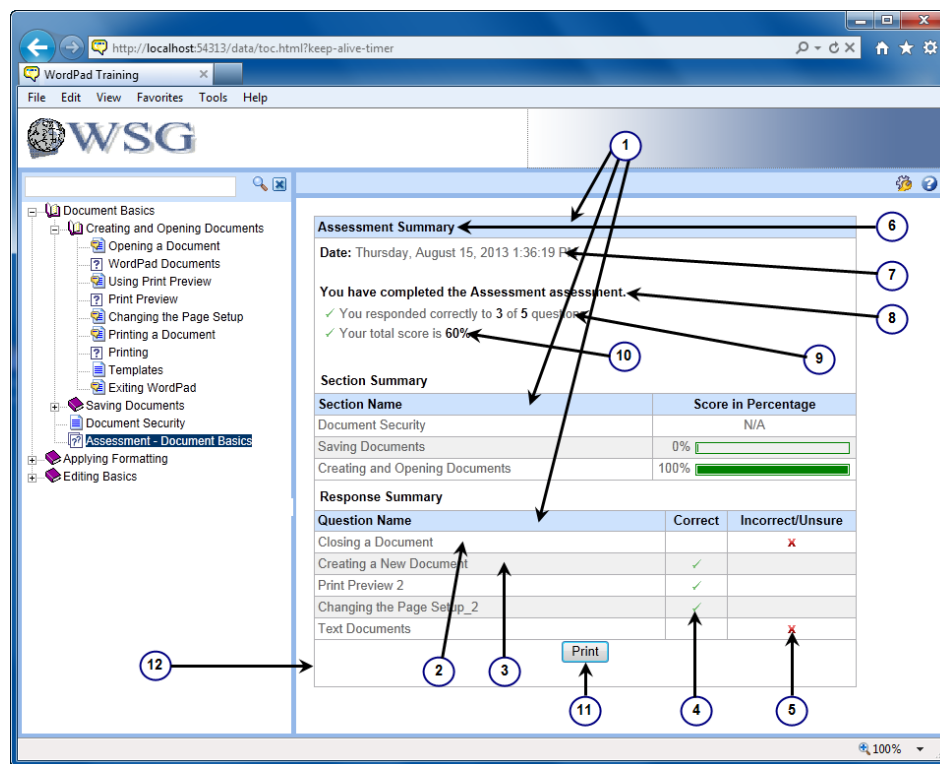 http://localhost:54313/data/toc.html?keep-alive-timer
WordPad Training
File Edit View Favorites Tools Help
WSG
1
Document Basics
Creating and Opening Documents
Opening a Document
WordPad Documents
Using Print Preview
Print Preview
Changing the Page Setup
Printing a Document
Printing
Templates
Exiting WordPad
Saving Documents
Document Security
Assessment - Document Basics
Applying Formatting
Editing Basics
Assessment Summary
6
Date: Thursday, August 15, 2013 1:36:19
7
You have completed the Assessment assessment.
8
✓ You responded correctly to 3 of 5
9
✓ Your total score is 60%
10
Section Summary
Section Name Score in Percentage
Document Security N/A
Saving Documents 0%
Creating and Opening Documents 100%
Response Summary
Question Name Correct Incorrect/Unsure
Closing a Document x
Creating a New Document ✓
Print Preview 2 ✓
Changing the Page Setup_2 ✓
Text Documents x
Print
12
2
3
11
4
5
100%